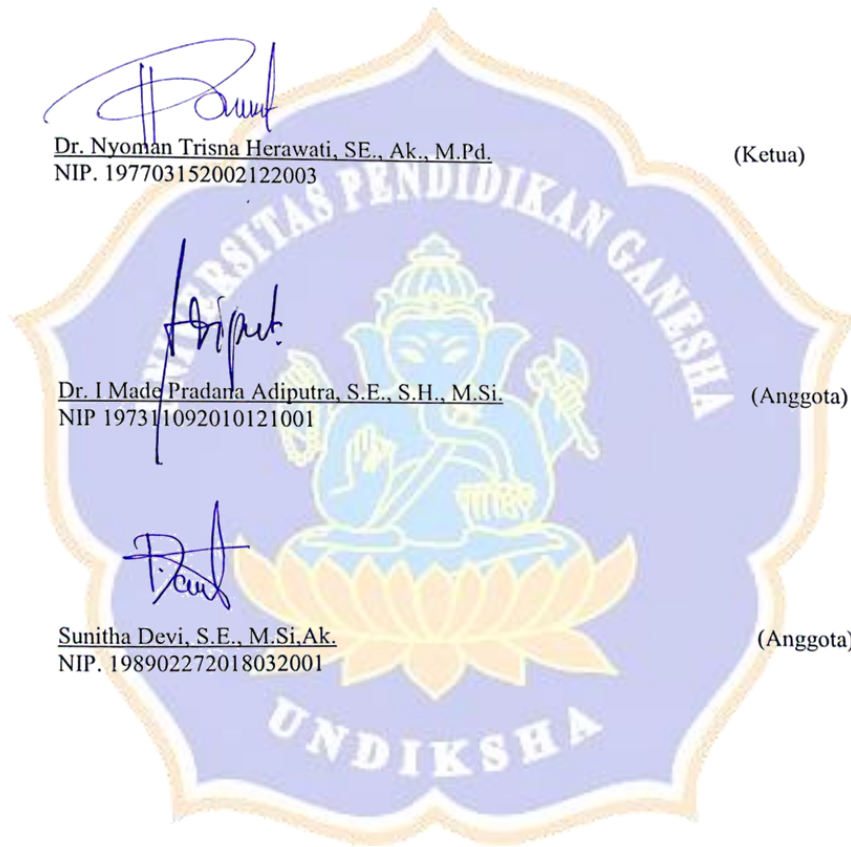 Dr. Nyoman Trisna Herawati, SE., Ak., M.Pd. (Ketua)
NIP. 197703152002122003
UNIVERSITAS PENDIDIKAN GANESHA
Dr. I Made Pradana Adiputra, S.E., S.H., M.Si. (Anggota)
NIP 197311092010121001
Sunitha Devi, S.E., M.Si,Ak. (Anggota)
NIP. 198902272018032001
UNDIKSHA